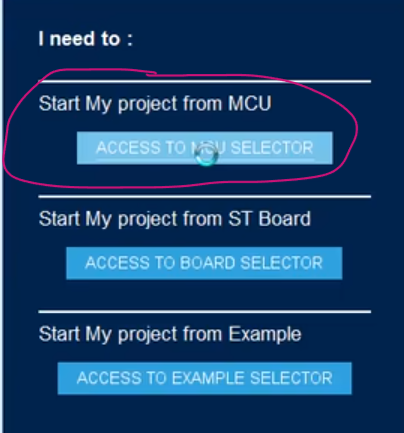 I need to :
Start My project from MCU
ACCESS TO MCU SELECTOR
Start My project from ST Board
ACCESS TO BOARD SELECTOR
Start My project from Example
ACCESS TO EXAMPLE SELECTOR